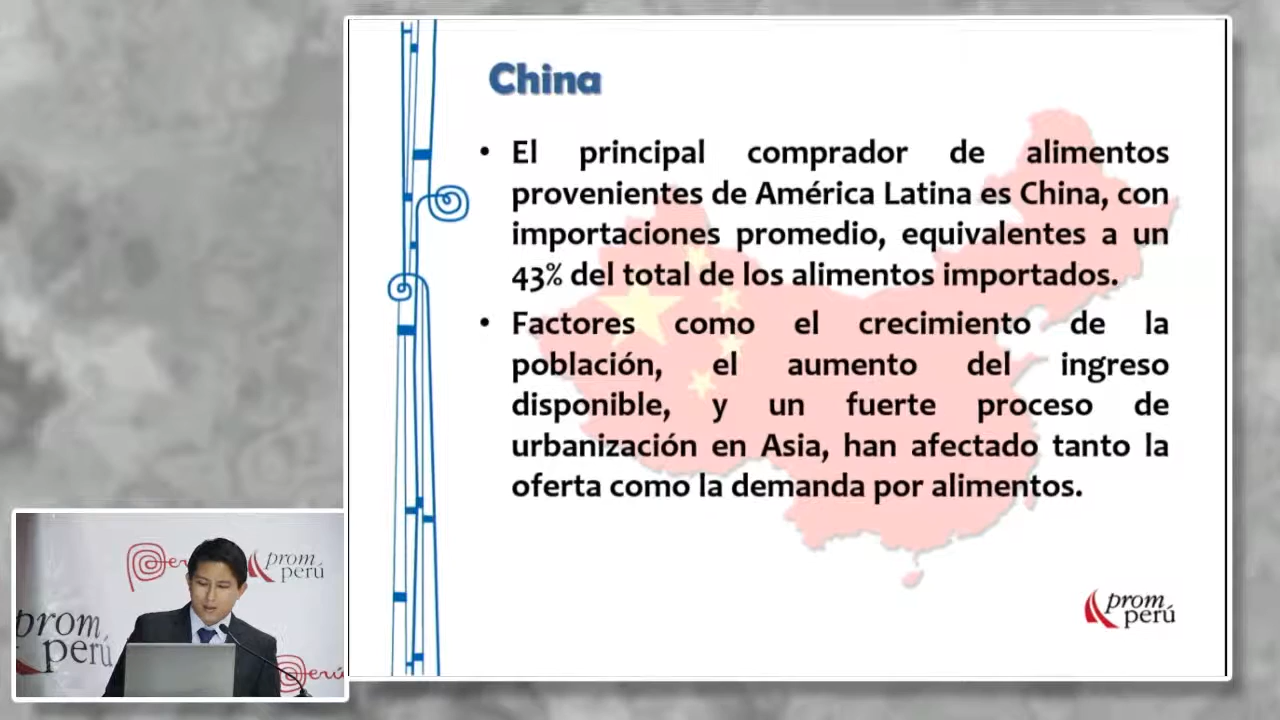 China
• El principal comprador de alimentos
provenientes de América Latina es China, con
importaciones promedio, equivalentes a un
43% del total de los alimentos importados.
• Factores como el crecimiento de la
población, el aumento del ingreso
disponible, y un fuerte proceso de
urbanización en Asia, han afectado tanto la
oferta como la demanda por alimentos.
prom
perú
prom
perú
prom
perú
Perú